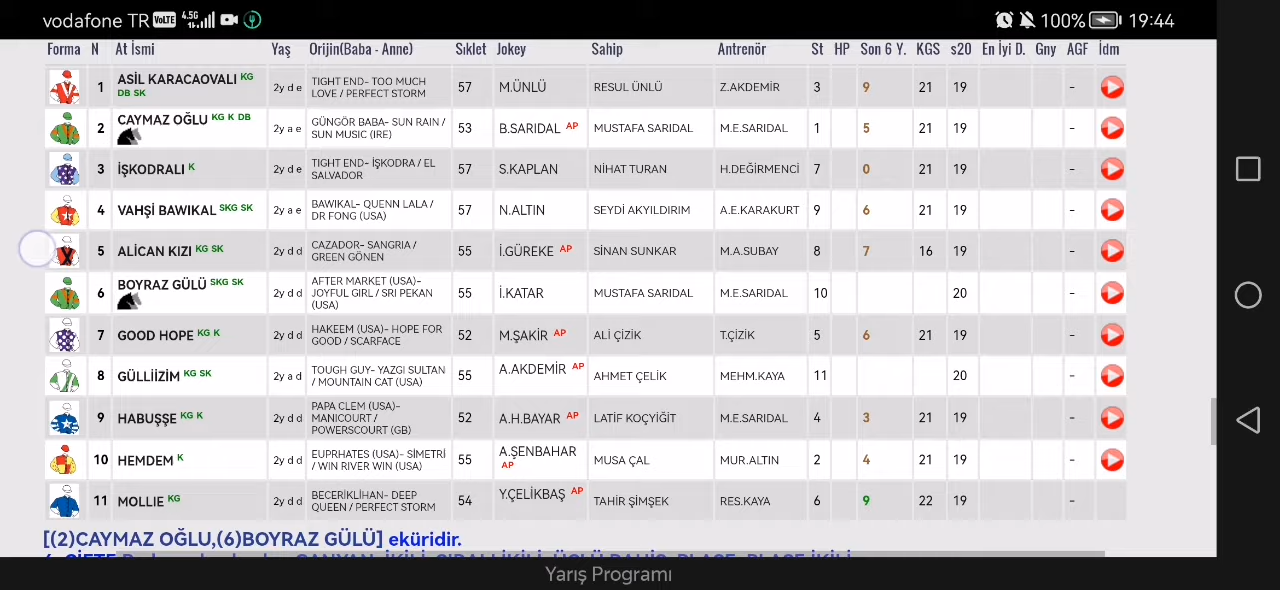 vodafone TR VoLTE 4.5G 100% 19:44
Forma N At İsmi Yaş Orijin(Baba - Anne) Sıklet Jokey Sahip Antrenör St HP Son 6 Y. KGS s20 En İyi D. Gny AGF İdm
1 ASİL KARACAOVALI KG DB SK 2y d e TIGHT END- TOO MUCH LOVE / PERFECT STORM 57 M.ÜNLÜ RESUL ÜNLÜ Z.AKDEMİR 3 9 21 19 -
2 CAYMAZ OĞLU KG K DB 2y a e GÜNGÖR BABA- SUN RAIN / SUN MUSIC (IRE) 53 B.SARIDAL AP MUSTAFA SARIDAL M.E.SARIDAL 1 5 21 19 -
3 İŞKODRALI K 2y d e TIGHT END- İŞKODRA / EL SALVADOR 57 S.KAPLAN NİHAT TURAN H.DEĞİRMENCİ 7 0 21 19 -
4 VAHŞİ BAWIKAL SKG SK 2y a e BAWIKAL- QUENN LALA / DR FONG (USA) 57 N.ALTIN SEYDİ AKYILDIRIM A.E.KARAKURT 9 6 21 19 -
5 ALİCAN KIZI KG SK 2y d d CAZADOR- SANGRIA / GREEN GÖNEN 55 İ.GÜREKE AP SİNAN SUNKAR M.A.SUBAY 8 7 16 19 -
6 BOYRAZ GÜLÜ SKG SK 2y d d AFTER MARKET (USA)- JOYFUL GIRL / SRI PEKAN (USA) 55 İ.KATAR MUSTAFA SARIDAL M.E.SARIDAL 10 20 -
7 GOOD HOPE KG K 2y d d HAKEEM (USA)- HOPE FOR GOOD / SCARFACE 52 M.ŞAKİR AP ALİ ÇİZİK T.ÇİZİK 5 6 21 19 -
8 GÜLLİİZİM KG SK 2y a d TOUGH GUY- YAZGI SULTAN / MOUNTAIN CAT (USA) 55 A.AKDEMİR AP AHMET ÇELİK MEHM.KAYA 11 20 -
9 HABUŞŞE KG K 2y d d PAPA CLEM (USA)- MANICOURT / POWERSCOURT (GB) 52 A.H.BAYAR AP LATİF KOÇYİĞİT M.E.SARIDAL 4 3 21 19 -
10 HEMDEM K 2y d d EUPRHATES (USA)- SİMETRİ / WIN RIVER WIN (USA) 55 A.ŞENBAHAR AP MUSA ÇAL MUR.ALTIN 2 4 21 19 -
11 MOLLIE KG 2y d d BECERİKLİHAN- DEEP QUEEN / PERFECT STORM 54 Y.ÇELİKBAŞ AP TAHİR ŞİMŞEK RES.KAYA 6 9 22 19 -
[(2)CAYMAZ OĞLU,(6)BOYRAZ GÜLÜ] eküridir.
Yarış Programı